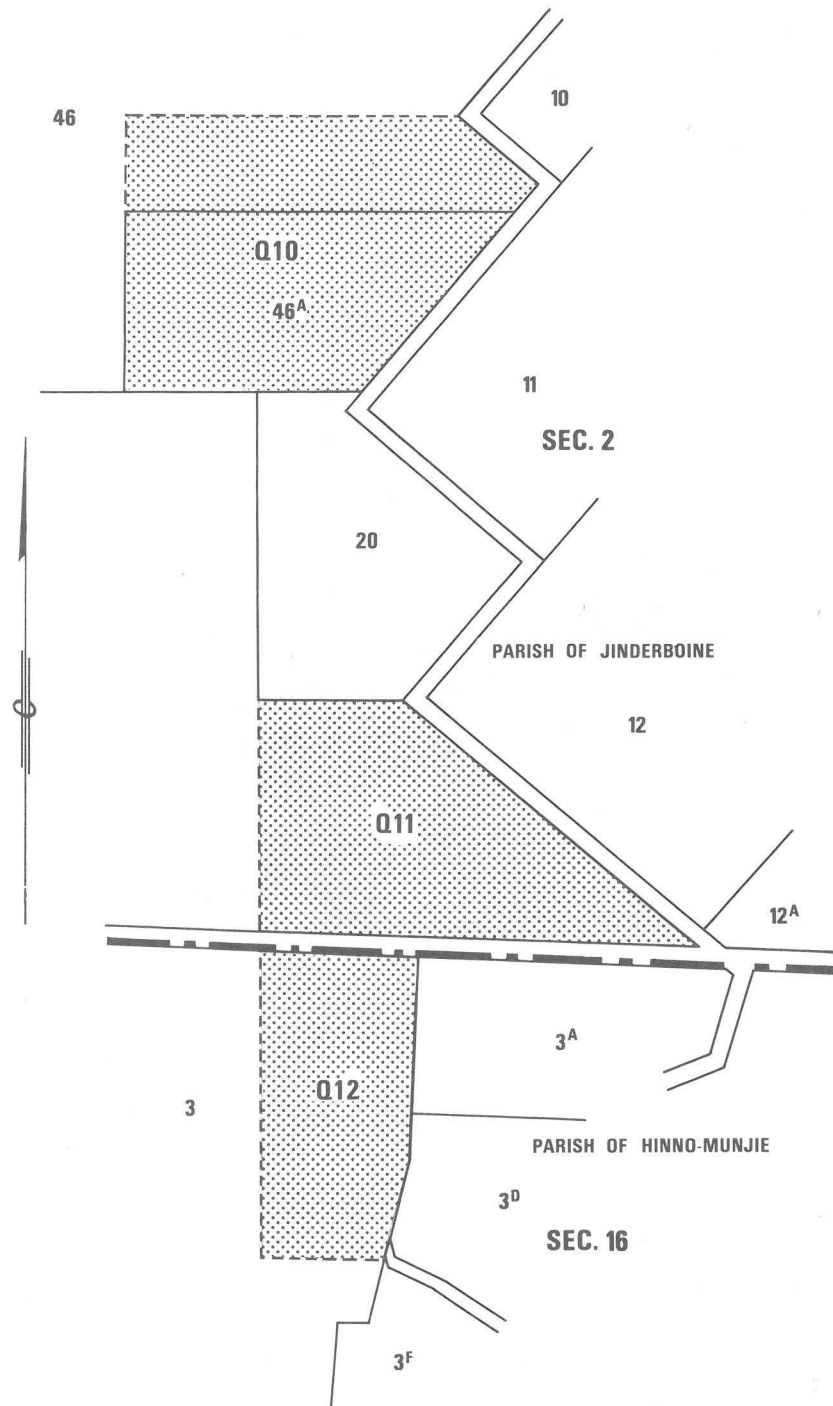 10
46
Q10
46ᴬ
11
SEC. 2
20
PARISH OF JINDERBOINE
12
Q11
12ᴬ
3ᴬ
Q12
3
PARISH OF HINNO-MUNJIE
3ᴰ
SEC. 16
3ᶠ